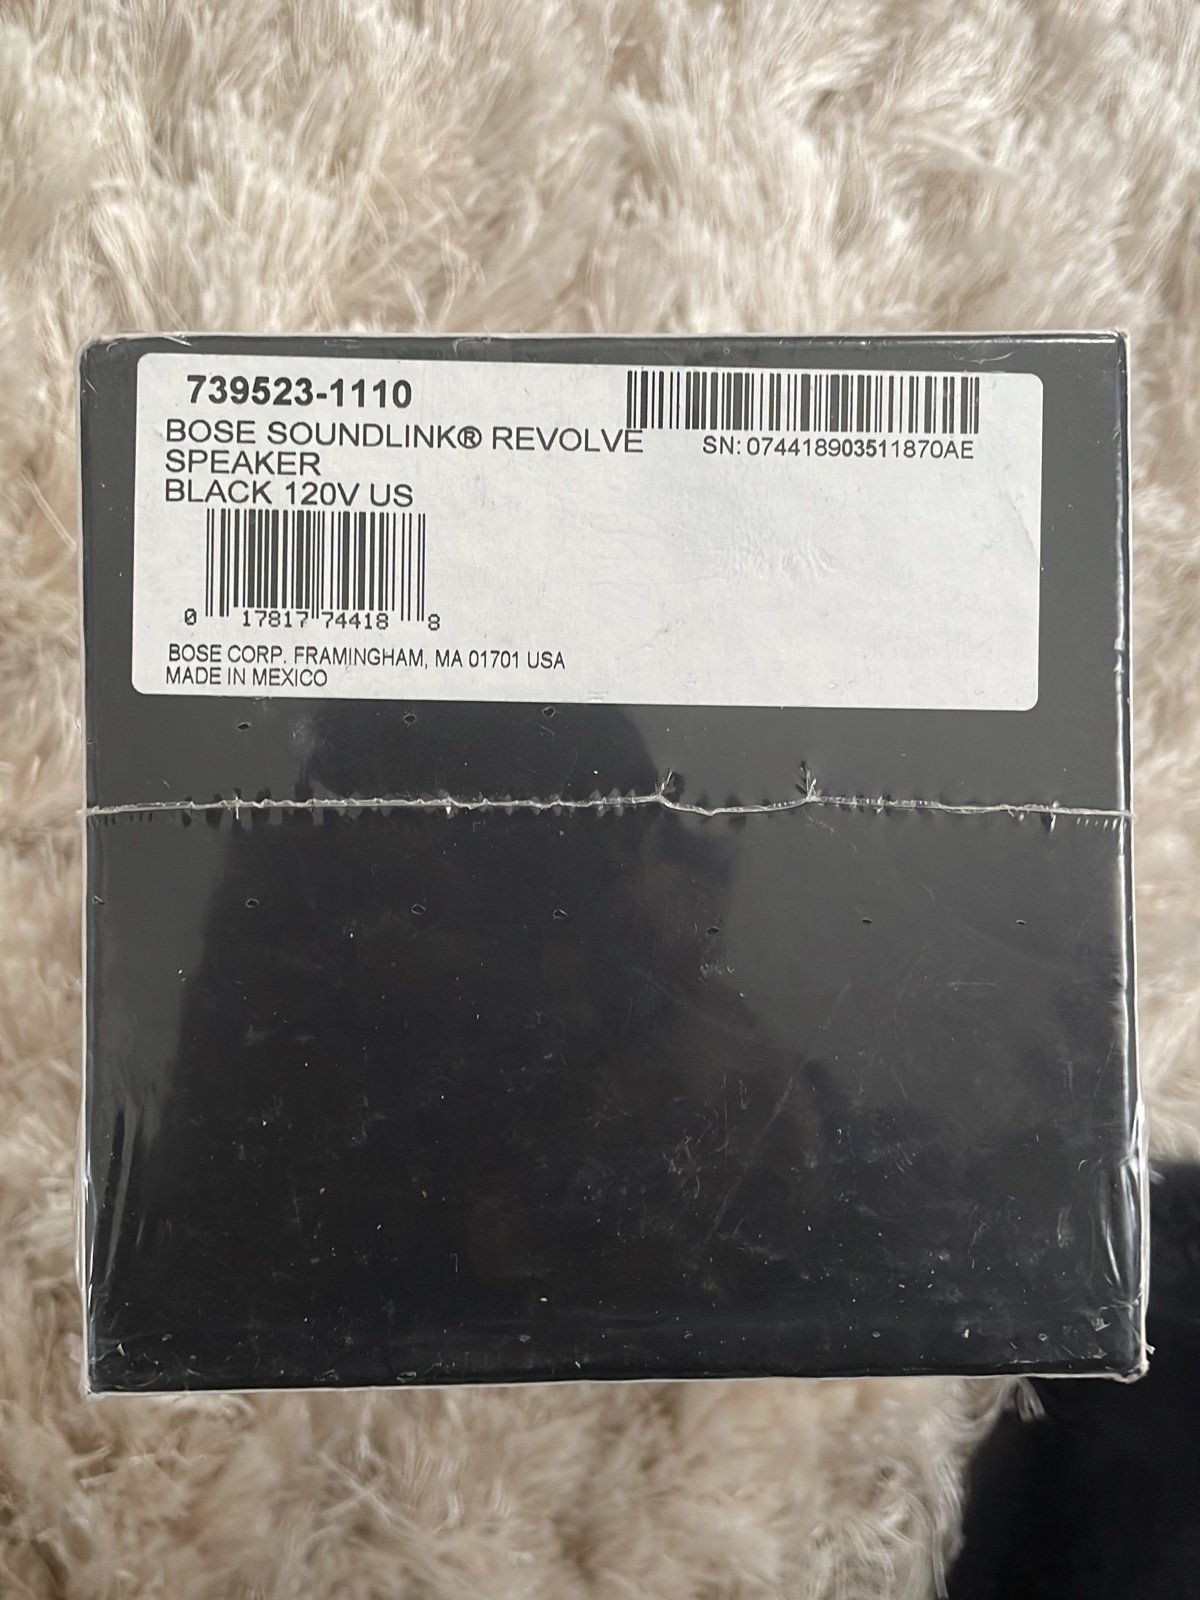 739523-1110
SN: 074418903511870AE
BOSE SOUNDLINK® REVOLVE
SPEAKER
BLACK 120V US
0 17817 74418 8
BOSE CORP. FRAMINGHAM, MA 01701 USA
MADE IN MEXICO